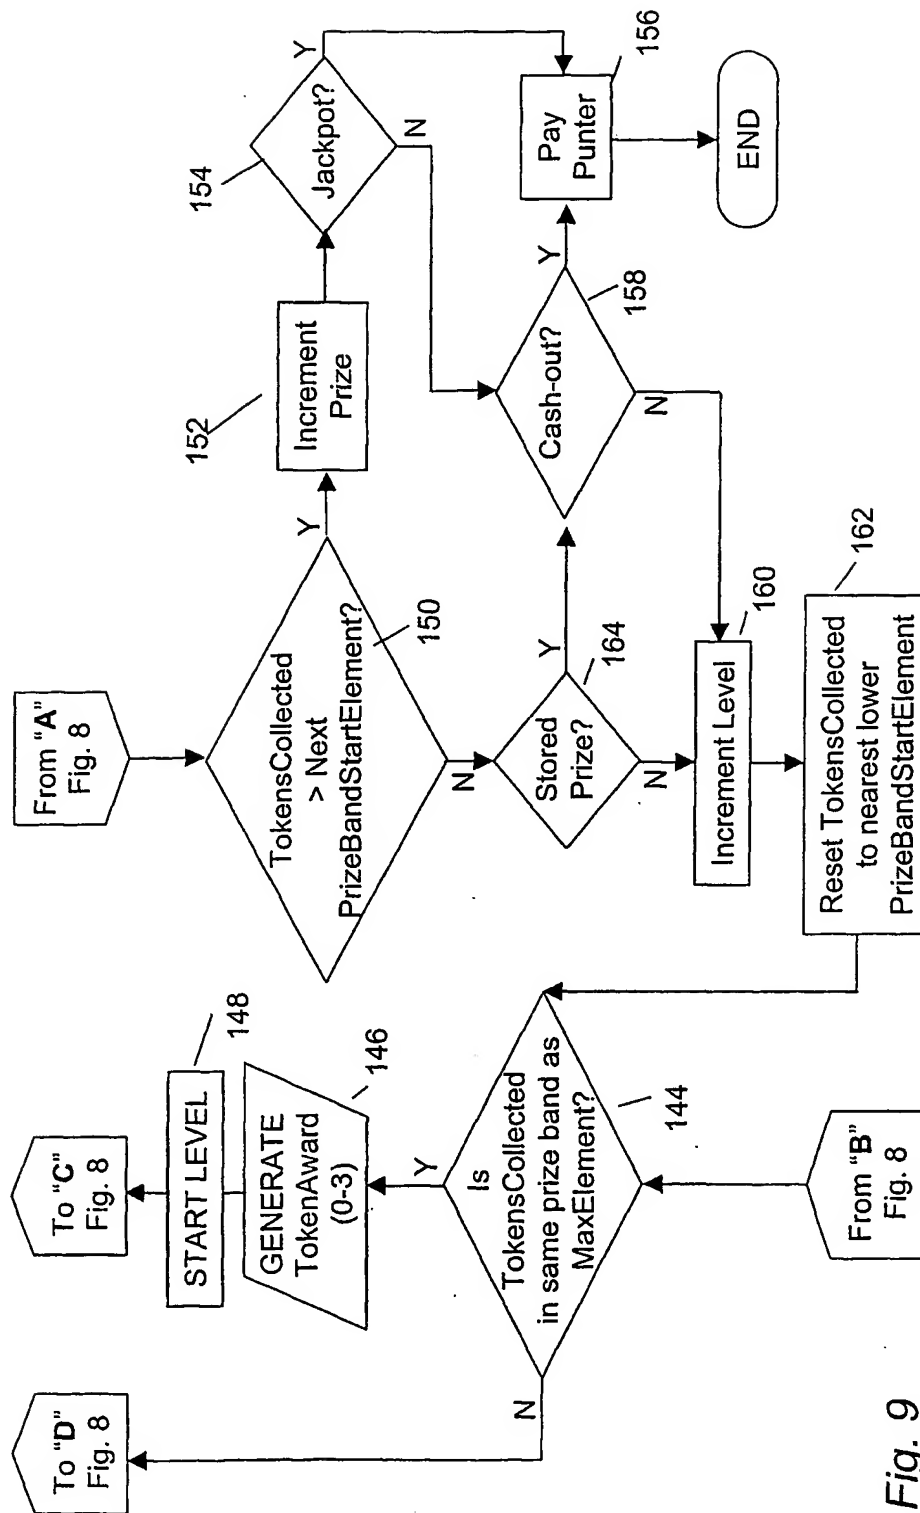 To "D"
Fig. 8
To "C"
Fig. 8
START LEVEL
148
GENERATE
TokenAward
(0-3)
146
Y
N
Is
TokensCollected
in same prize band as
MaxElement?
144
From "B"
Fig. 8
From "A"
Fig. 8
TokensCollected
> Next
PrizeBandStartElement?
150
Y
N
Increment
Prize
152
Jackpot?
154
Y
N
Stored
Prize?
164
Y
N
Cash-out?
158
Y
N
Pay
Punter
156
END
Increment Level
160
Reset TokensCollected
to nearest lower
PrizeBandStartElement
162
Fig. 9